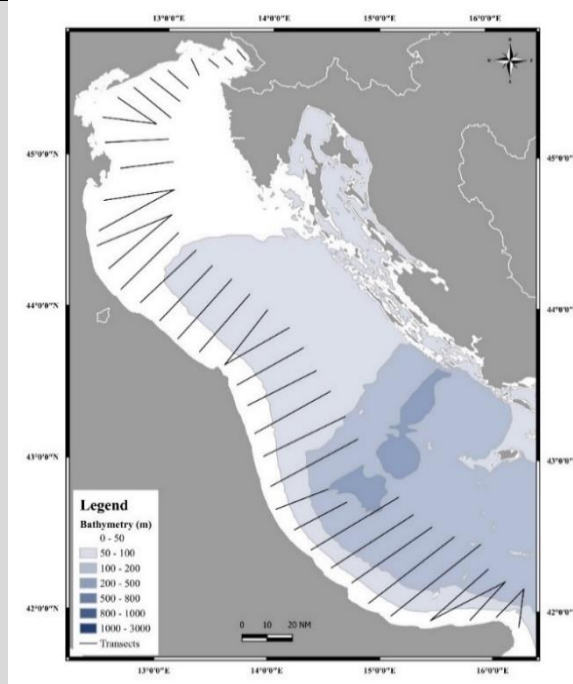 13°0'0"E 14°0'0"E 15°0'0"E 16°0'0"E
45°0'0"N 45°0'0"N
44°0'0"N 44°0'0"N
43°0'0"N 43°0'0"N
42°0'0"N 42°0'0"N
Legend
Bathymetry (m)
0 - 50
50 - 100
100 - 200
200 - 500
500 - 800
800 - 1000
1000 - 3000
Transects
0 10 20 NM
13°0'0"E 14°0'0"E 15°0'0"E 16°0'0"E